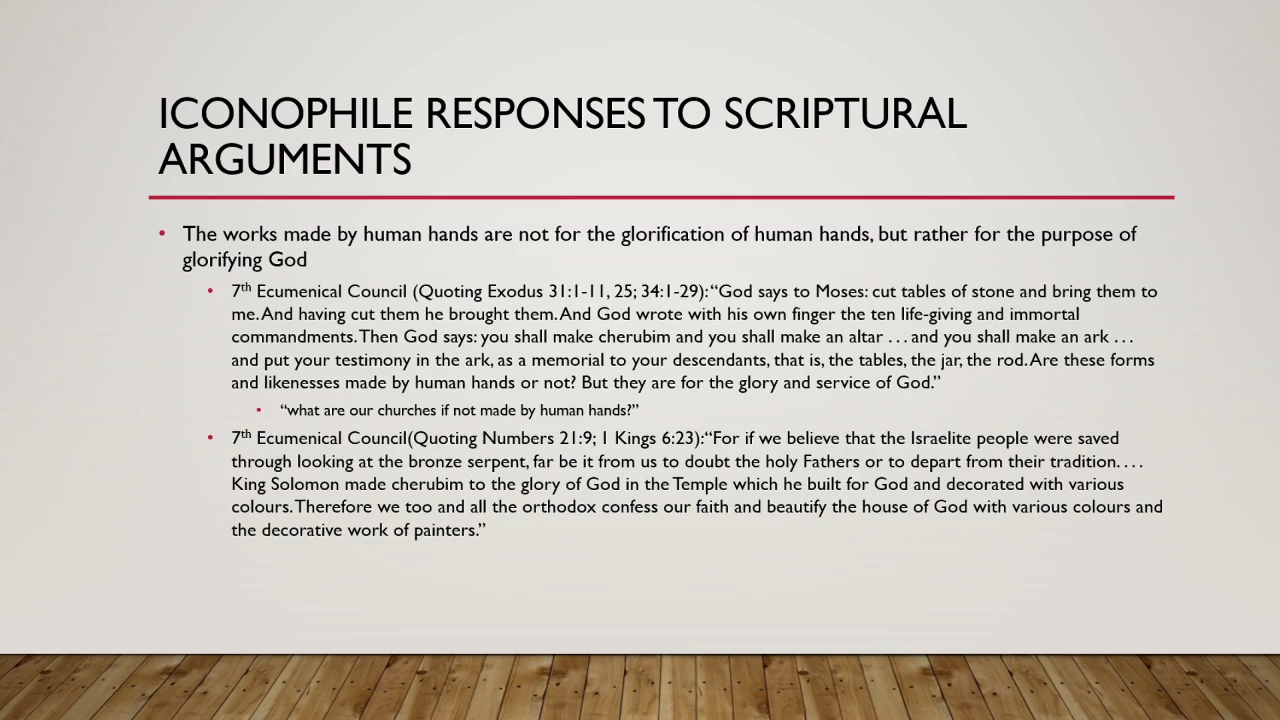 ICONOPHILE RESPONSES TO SCRIPTURAL
ARGUMENTS
• The works made by human hands are not for the glorification of human hands, but rather for the purpose of
glorifying God
• 7th Ecumenical Council (Quoting Exodus 31:1-11, 25; 34:1-29): “God says to Moses: cut tables of stone and bring them to
me. And having cut them he brought them. And God wrote with his own finger the ten life-giving and immortal
commandments. Then God says: you shall make cherubim and you shall make an altar . . . and you shall make an ark . . .
and put your testimony in the ark, as a memorial to your descendants, that is, the tables, the jar, the rod. Are these forms
and likenesses made by human hands or not? But they are for the glory and service of God.”
• “what are our churches if not made by human hands?”
• 7th Ecumenical Council(Quoting Numbers 21:9; 1 Kings 6:23):“For if we believe that the Israelite people were saved
through looking at the bronze serpent, far be it from us to doubt the holy Fathers or to depart from their tradition. . . .
King Solomon made cherubim to the glory of God in the Temple which he built for God and decorated with various
colours. Therefore we too and all the orthodox confess our faith and beautify the house of God with various colours and
the decorative work of painters.”